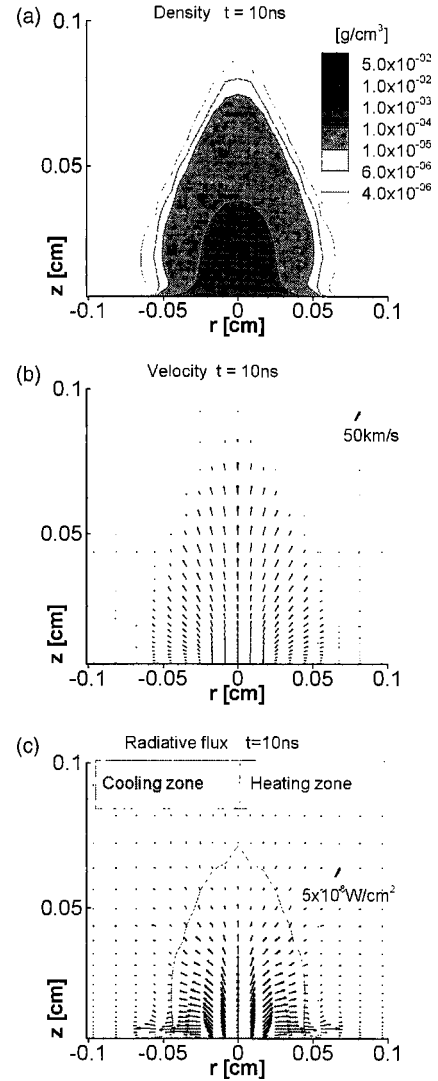 (a) Density t = 10ns
0.1
[g/cm³]
5.0x10⁻⁰²
1.0x10⁻⁰²
1.0x10⁻⁰³
1.0x10⁻⁰⁴
1.0x10⁻⁰⁵
6.0x10⁻⁰⁶
4.0x10⁻⁰⁶
0.05
z [cm]
-0.1 -0.05 0 0.05 0.1
r [cm]
(b) Velocity t = 10ns
0.1
50km/s
0.05
z [cm]
-0.1 -0.05 0 0.05 0.1
r [cm]
(c) Radiative flux t=10ns
0.1
Cooling zone Heating zone
5x10⁻⁸W/cm²
0.05
z [cm]
-0.1 -0.05 0 0.05 0.1
r [cm]